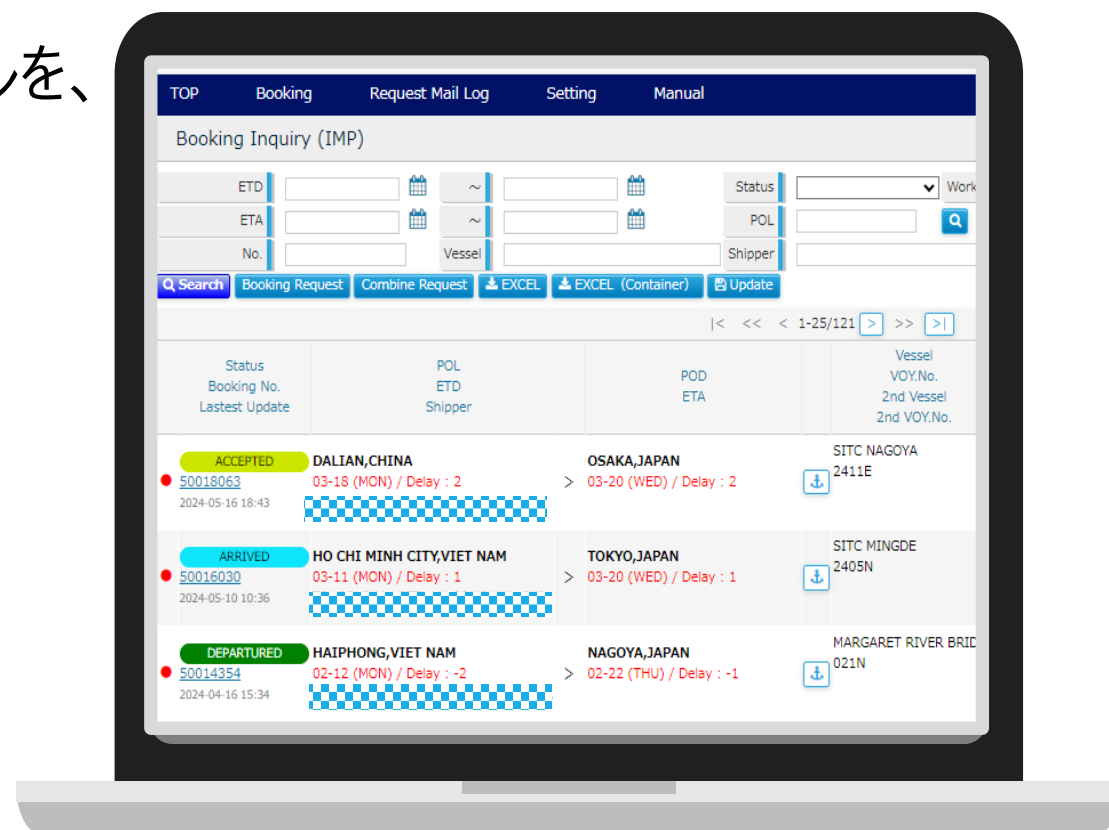 を、
TOP Booking Request Mail Log Setting Manual
Booking Inquiry (IMP)
ETD ~ Status Work
ETA ~ POL
No. Vessel Shipper
Search Booking Request Combine Request EXCEL EXCEL (Container) Update
|< << < 1-25/121 > >> >|
Status POL Vessel
Booking No. ETD POD VOY.No.
Lastest Update Shipper ETA 2nd Vessel
2nd VOY.No.
ACCEPTED DALIAN,CHINA OSAKA,JAPAN SITC NAGOYA
50018063 03-18 (MON) / Delay : 2 > 03-20 (WED) / Delay : 2 2411E
2024-05-16 18:43
ARRIVED HO CHI MINH CITY,VIET NAM TOKYO,JAPAN SITC MINGDE
50016030 03-11 (MON) / Delay : 1 > 03-20 (WED) / Delay : 1 2405N
2024-05-10 10:36
DEPARTURED HAIPHONG,VIET NAM NAGOYA,JAPAN MARGARET RIVER BRID
50014354 02-12 (MON) / Delay : -2 > 02-22 (THU) / Delay : -1 021N
2024-04-16 15:34